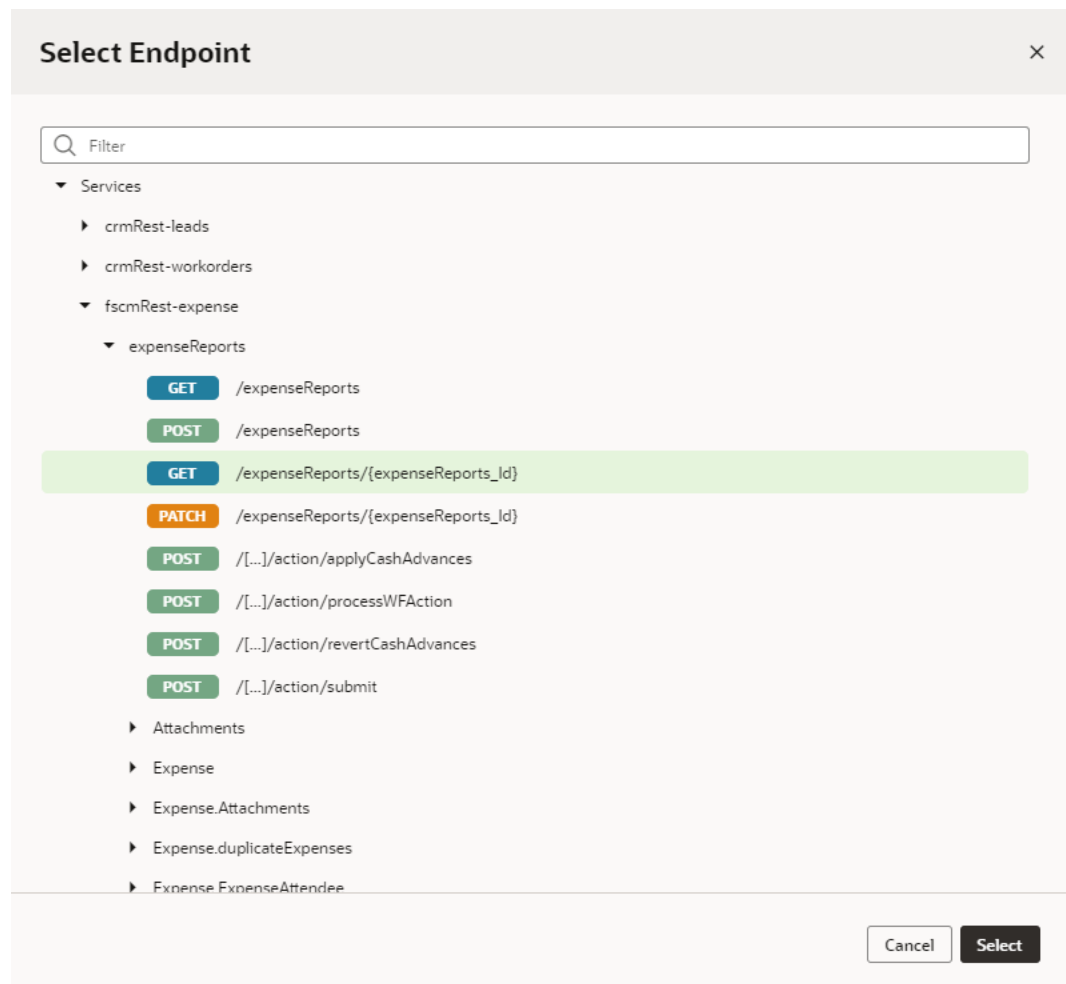 Select Endpoint
Filter
Services
crmRest-leads
crmRest-workorders
fscmRest-expense
expenseReports
GET /expenseReports
POST /expenseReports
GET /expenseReports/{expenseReports_Id}
PATCH /expenseReports/{expenseReports_Id}
POST /[...]/action/applyCashAdvances
POST /[...]/action/processWFAction
POST /[...]/action/revertCashAdvances
POST /[...]/action/submit
Attachments
Expense
Expense.Attachments
Expense.duplicateExpenses
Expense.ExpenseAttendee
Cancel Select